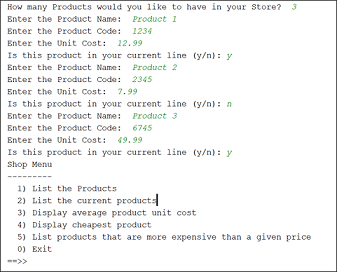 How many Products would you like to have in your Store?  3
Enter the Product Name:  Product 1
Enter the Product Code:  1234
Enter the Unit Cost:  12.99
Is this product in your current line (y/n): y
Enter the Product Name:  Product 2
Enter the Product Code:  2345
Enter the Unit Cost:  7.99
Is this product in your current line (y/n): n
Enter the Product Name:  Product 3
Enter the Product Code:  6745
Enter the Unit Cost:  49.99
Is this product in your current line (y/n): y
Shop Menu
---------
  1) List the Products
  2) List the current products
  3) Display average product unit cost
  4) Display cheapest product
  5) List products that are more expensive than a given price
  0) Exit
==>>